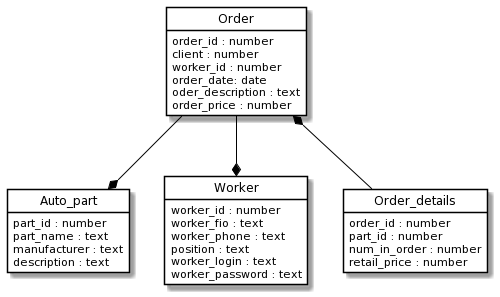 Order
order_id : number
client : number
worker_id : number
order_date: date
oder_description : text
order_price : number
Auto_part
part_id : number
part_name : text
manufacturer : text
description : text
Worker
worker_id : number
worker_fio : text
worker_phone : text
position : text
worker_login : text
worker_password : text
Order_details
order_id : number
part_id : number
num_in_order : number
retail_price : number